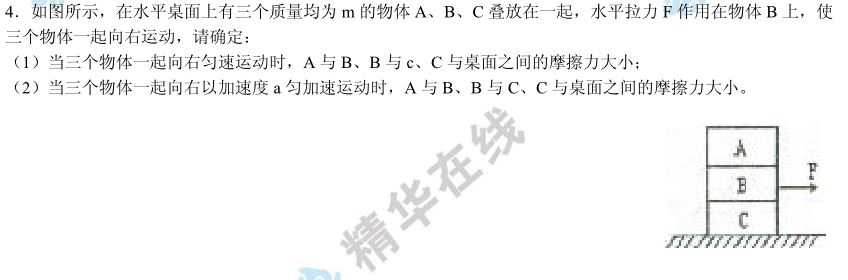 4．如图所示，在水平桌面上有三个质量均为 m 的物体 A、B、C 叠放在一起，水平拉力 F 作用在物体 B 上，使
三个物体一起向右运动，请确定：
（1）当三个物体一起向右匀速运动时，A 与 B、B 与 c、C 与桌面之间的摩擦力大小；
（2）当三个物体一起向右以加速度 a 匀加速运动时，A 与 B、B 与 C、C 与桌面之间的摩擦力大小。
A
B
F
C
精华在线